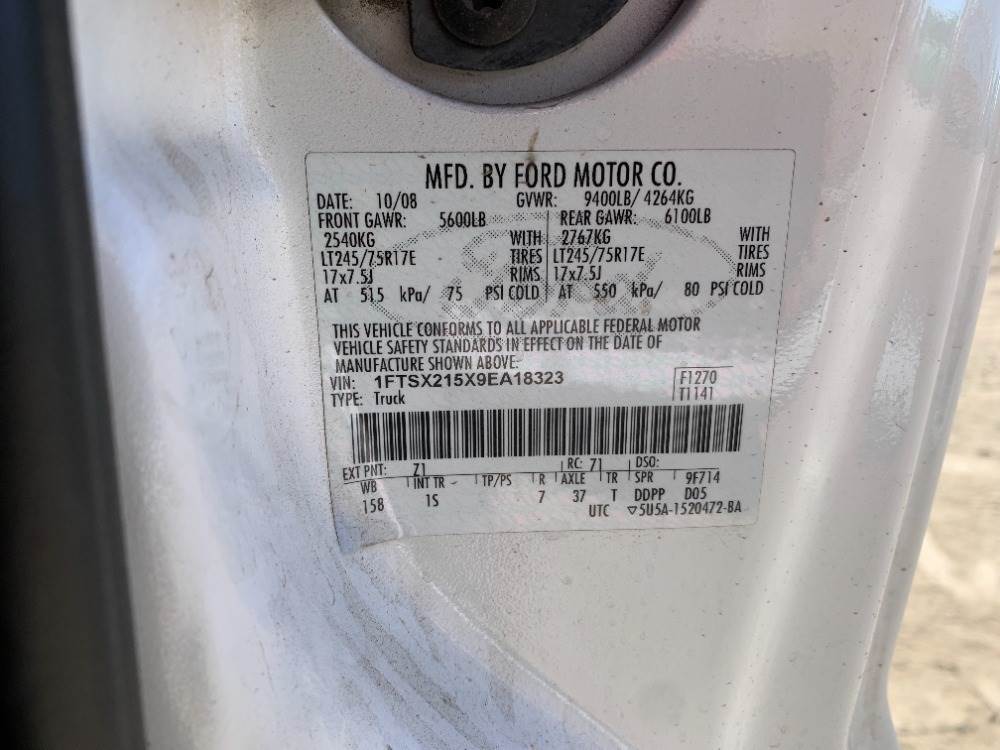 MFD. BY FORD MOTOR CO.
DATE: 10/08 GVWR: 9400LB/ 4264KG
FRONT GAWR: 5600LB REAR GAWR: 6100LB
2540KG WITH 2767KG WITH
LT245/75R17E TIRES LT245/75R17E TIRES
17x7.5J RIMS 17x7.5J RIMS
AT 515 kPa/ 75 PSI COLD AT 550 kPa/ 80 PSI COLD
THIS VEHICLE CONFORMS TO ALL APPLICABLE FEDERAL MOTOR
VEHICLE SAFETY STANDARDS IN EFFECT ON THE DATE OF
MANUFACTURE SHOWN ABOVE.
VIN: 1FTSX215X9EA18323 F1270
TYPE: Truck T1141
EXT PNT: Z1 RC: 71 DSO:
WB INT TR - TP/PS R AXLE TR SPR 9F714
158 1S 7 37 T DDPP D05
UTC ▽5U5A-1520472-BA